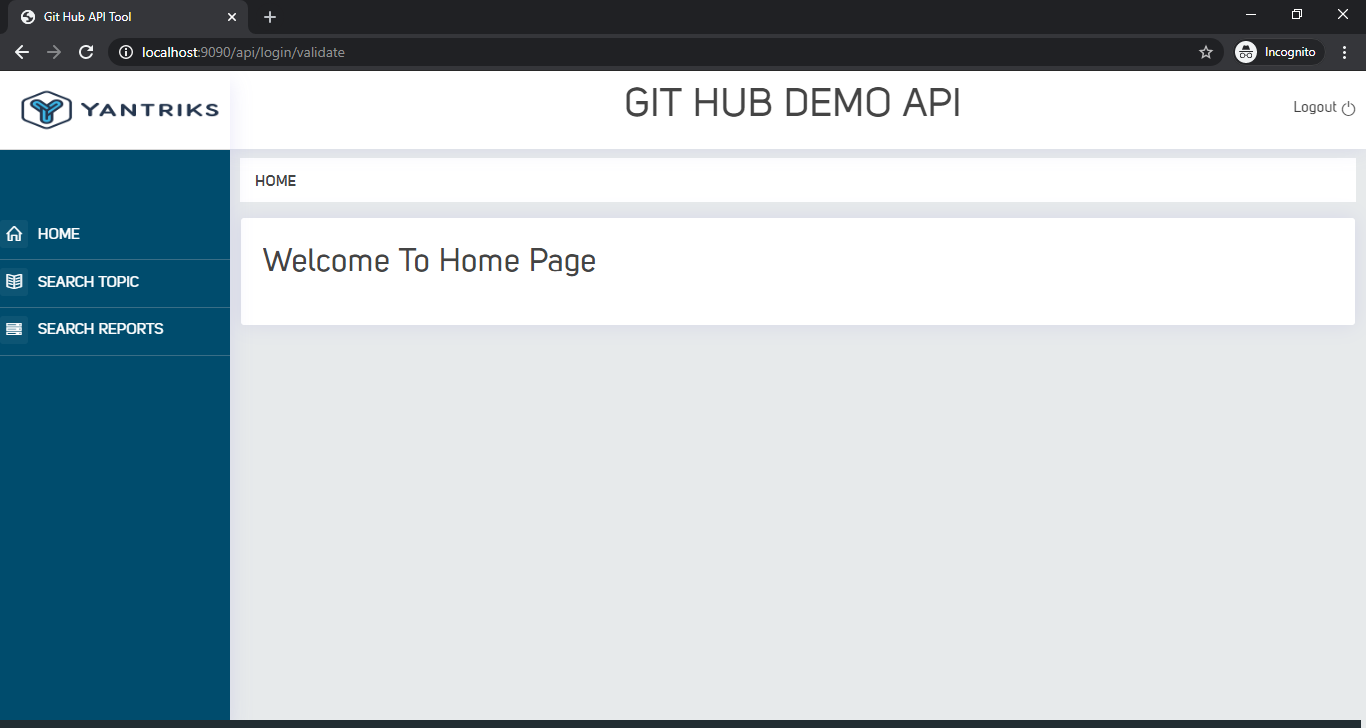 Git Hub API Tool
localhost:9090/api/login/validate
Incognito
YANTRIKS
GIT HUB DEMO API
Logout
HOME
HOME
SEARCH TOPIC
SEARCH REPORTS
Welcome To Home Page